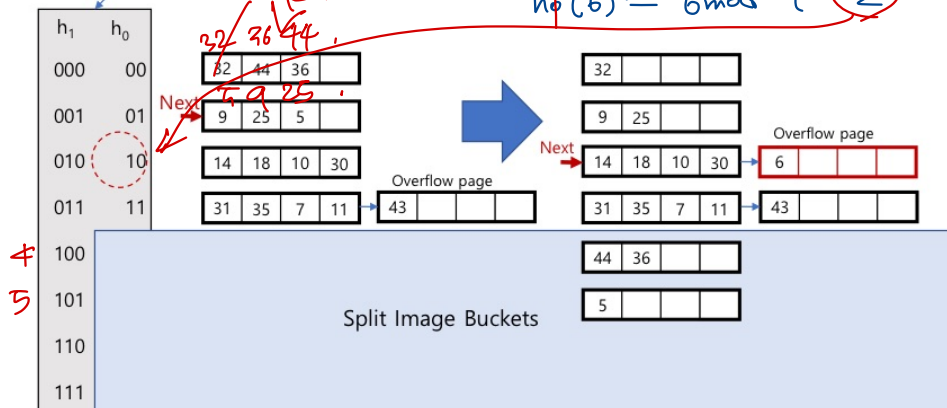 h0(6) = 6mod 4 2
h1 h0
32 36 44 .
000 00 32 44 36 32
5 9 25 .
001 01 Next 9 25 5 9 25
Overflow page
010 10 14 18 10 30 Next 14 18 10 30 6
Overflow page
011 11 31 35 7 11 43 31 35 7 11 43
4 100 44 36
5 101 5
Split Image Buckets
110
111